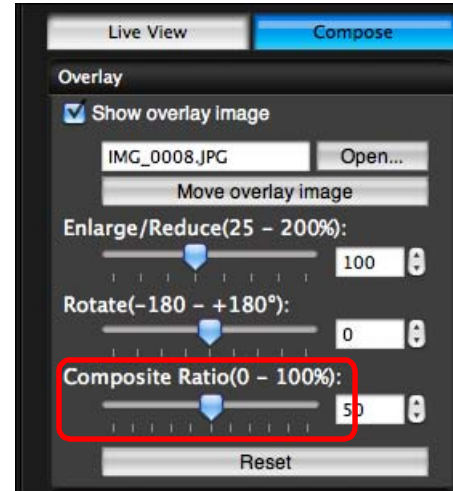 Live View Compose
Overlay
Show overlay image
IMG_0008.JPG Open...
Move overlay image
Enlarge/Reduce(25 – 200%):
100
Rotate(–180 – +180°):
0
Composite Ratio(0 – 100%):
50
Reset